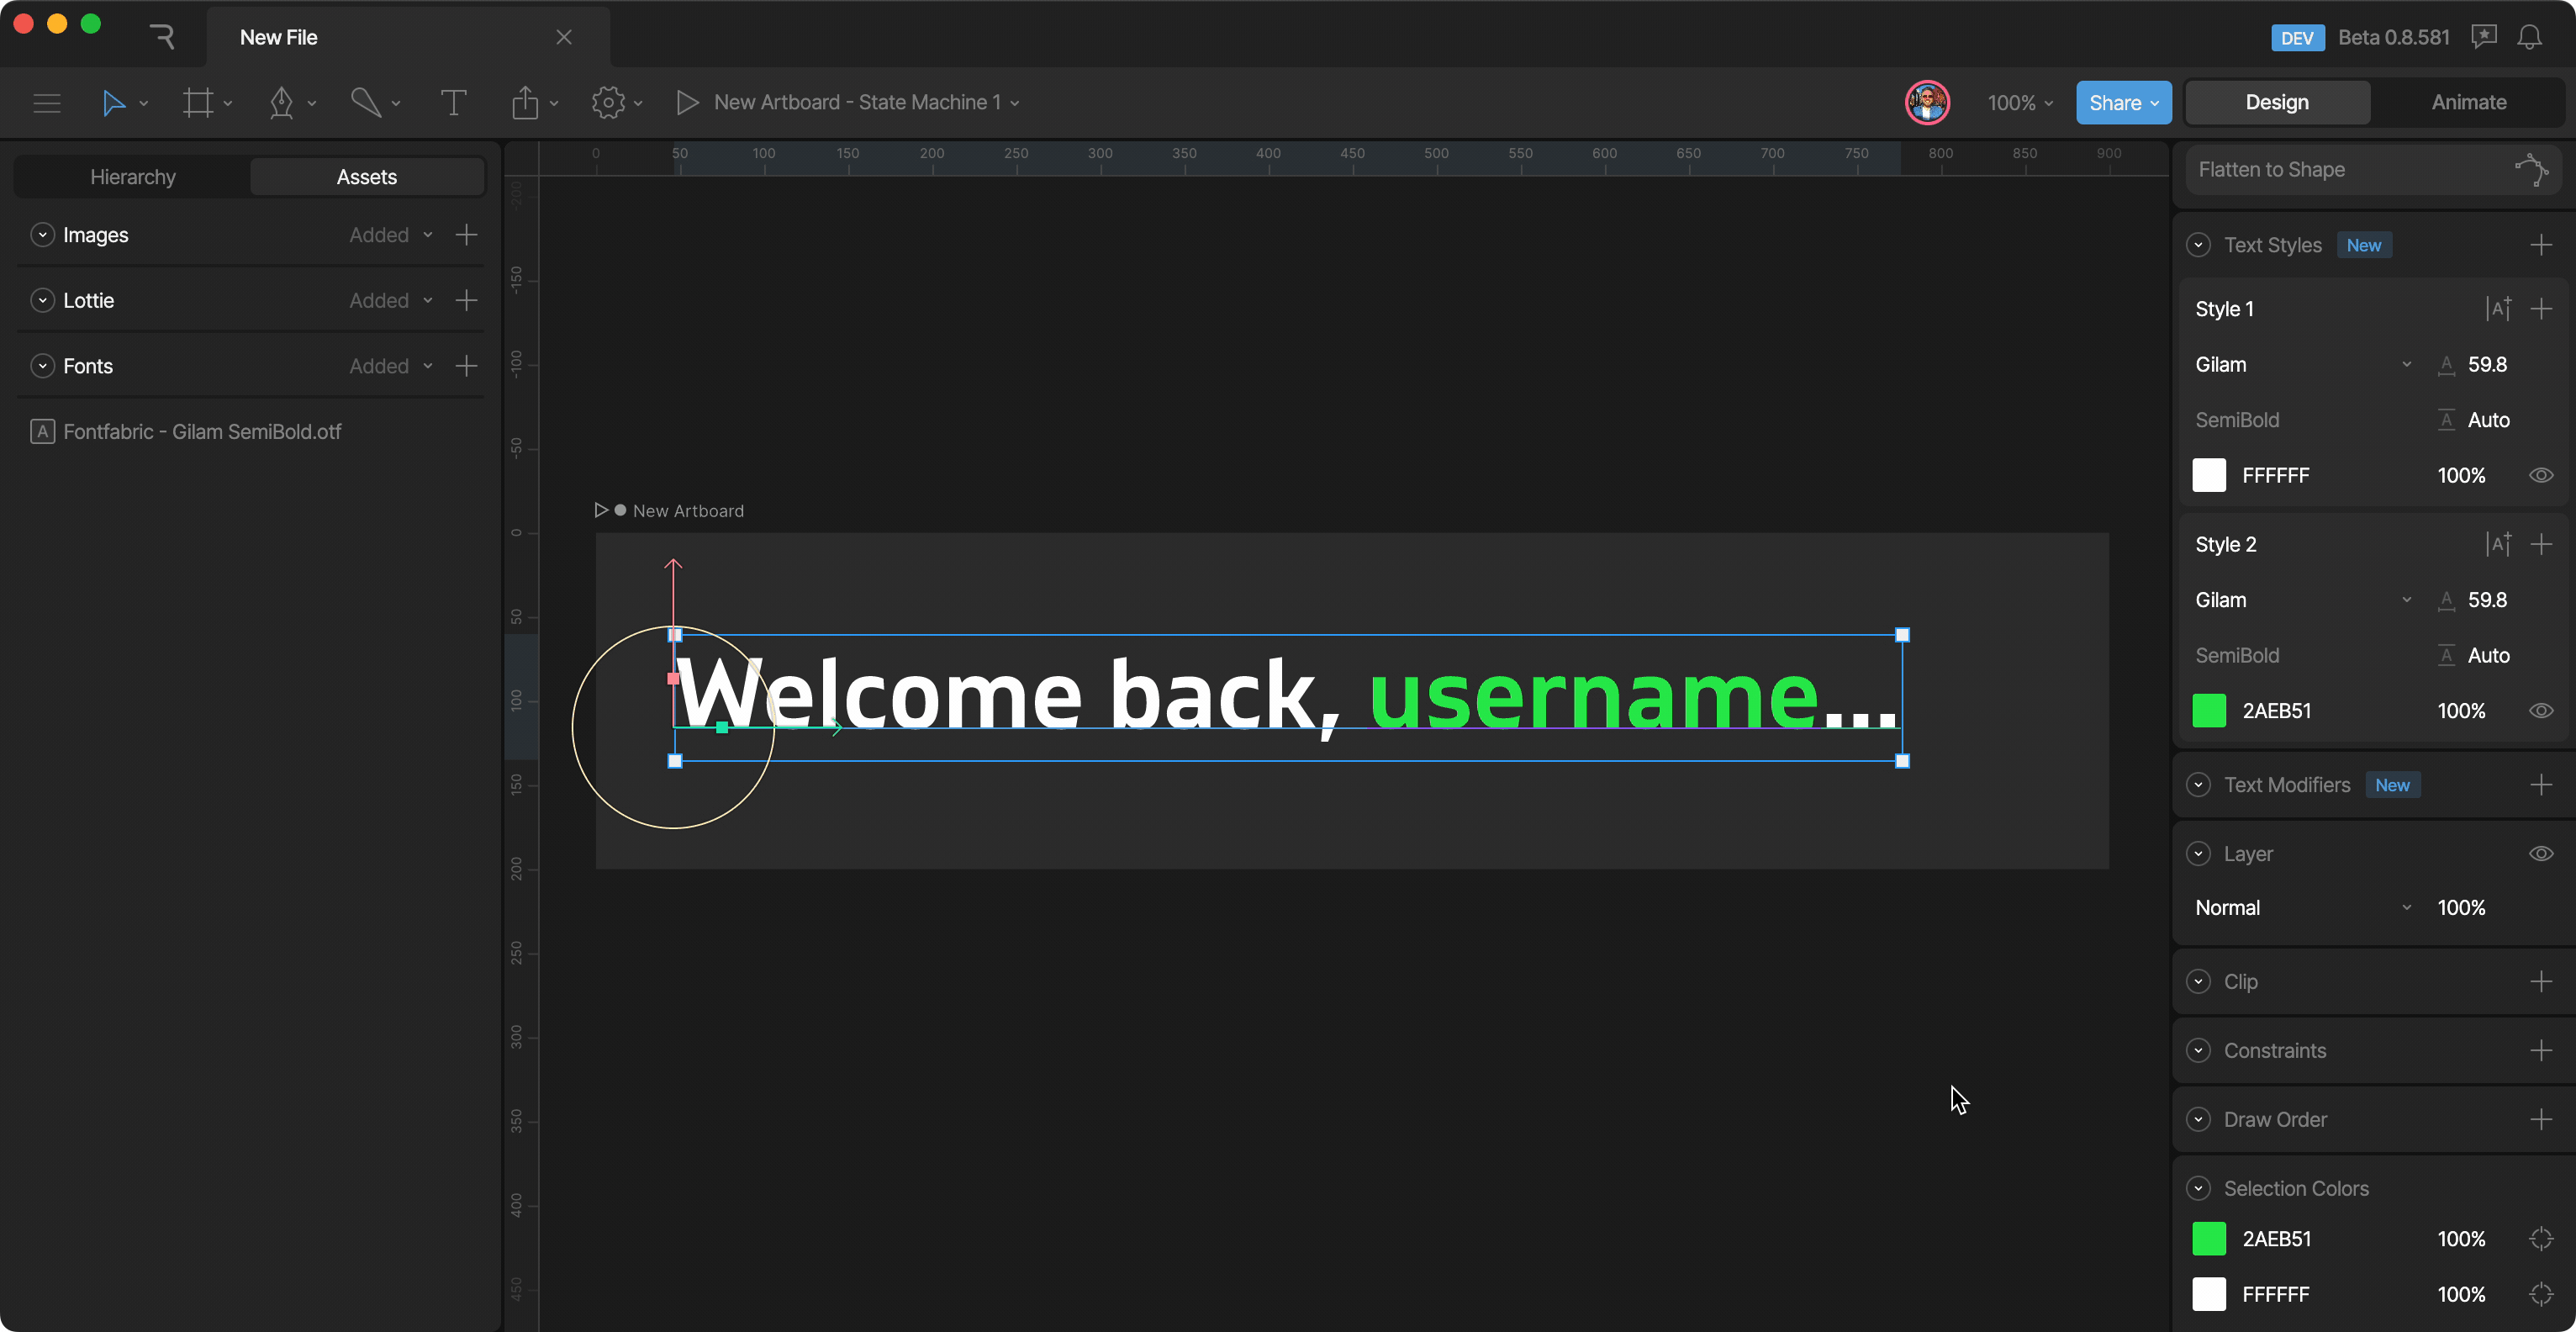 New File
DEV Beta 0.8.581
New Artboard - State Machine 1
100%
Share
Design
Animate
Hierarchy
Assets
Images Added
Lottie Added
Fonts Added
A Fontfabric - Gilam SemiBold.otf
0 50 100 150 200 250 300 350 400 450 500 550 600 650 700 750 800 850 900
-200
-150
-100
-50
0
50
100
150
200
250
300
350
400
450
New Artboard
Welcome back, username...
Flatten to Shape
Text Styles New
Style 1
Gilam 59.8
SemiBold Auto
FFFFFF 100%
Style 2
Gilam 59.8
SemiBold Auto
2AEB51 100%
Text Modifiers New
Layer
Normal 100%
Clip
Constraints
Draw Order
Selection Colors
2AEB51 100%
FFFFFF 100%